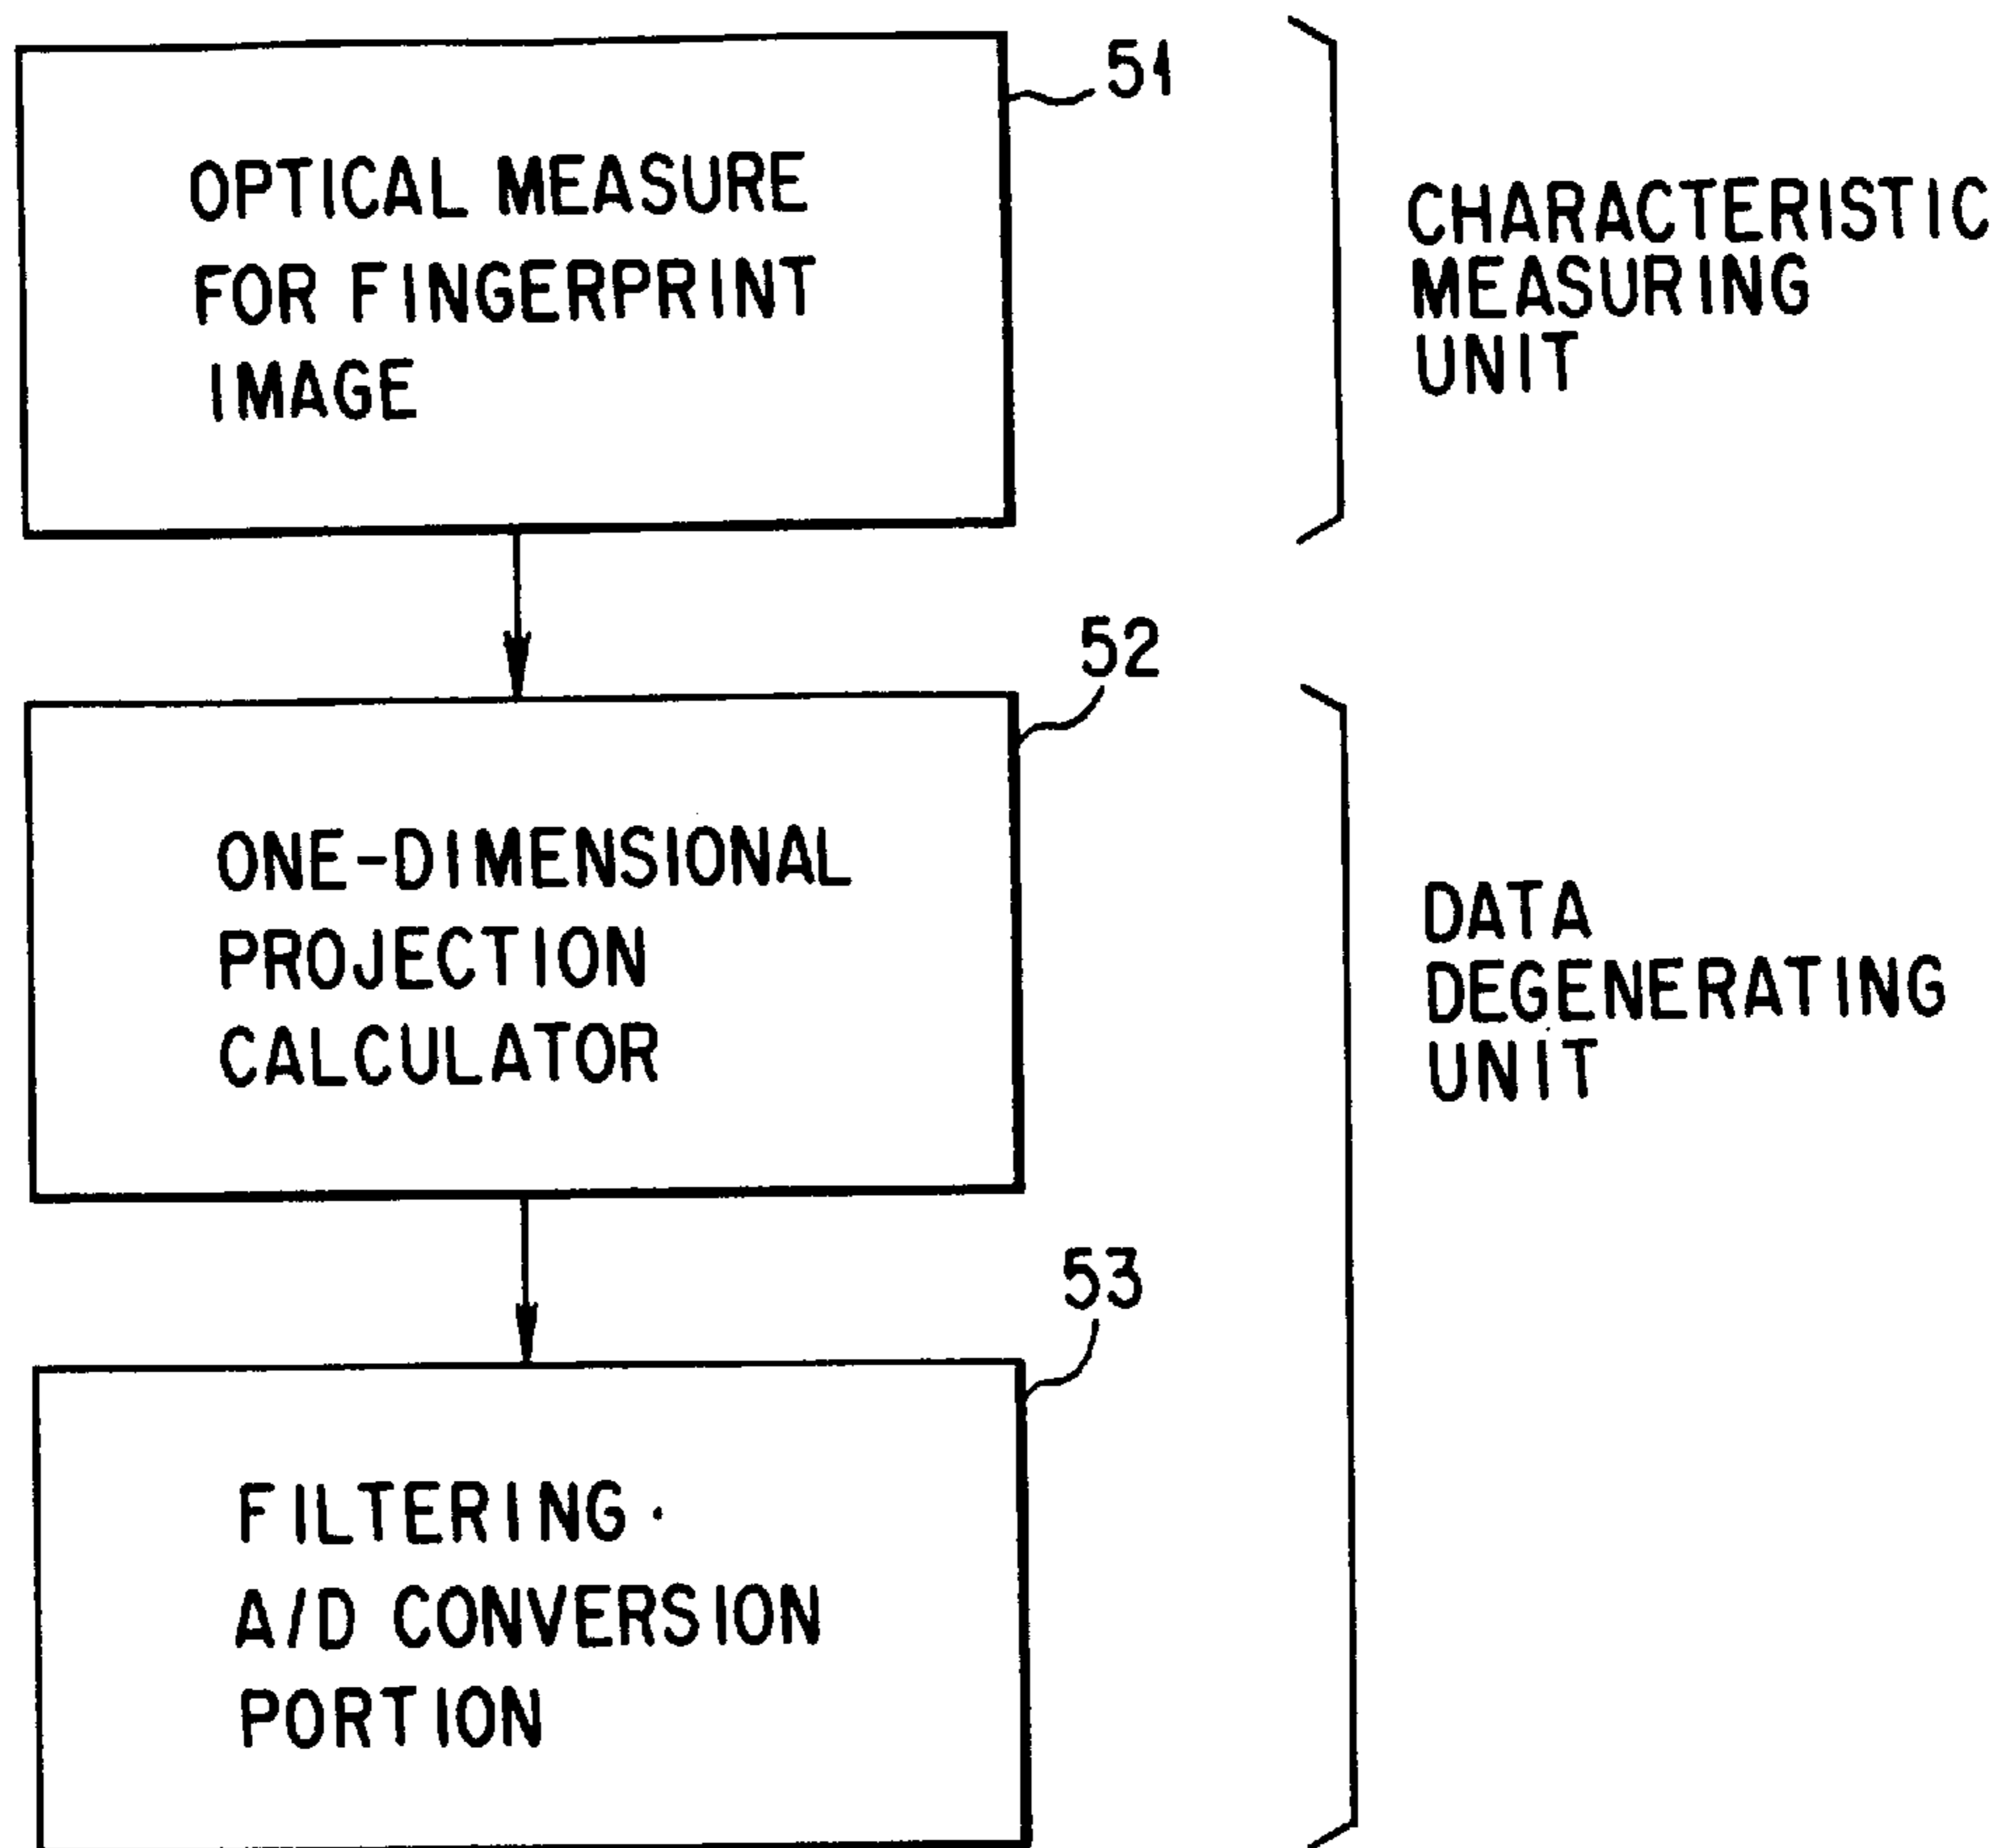 51
OPTICAL MEASURE
FOR FINGERPRINT
IMAGE
CHARACTERISTIC
MEASURING
UNIT
52
ONE-DIMENSIONAL
PROJECTION
CALCULATOR
DATA
DEGENERATING
UNIT
53
FILTERING·
A/D CONVERSION
PORTION